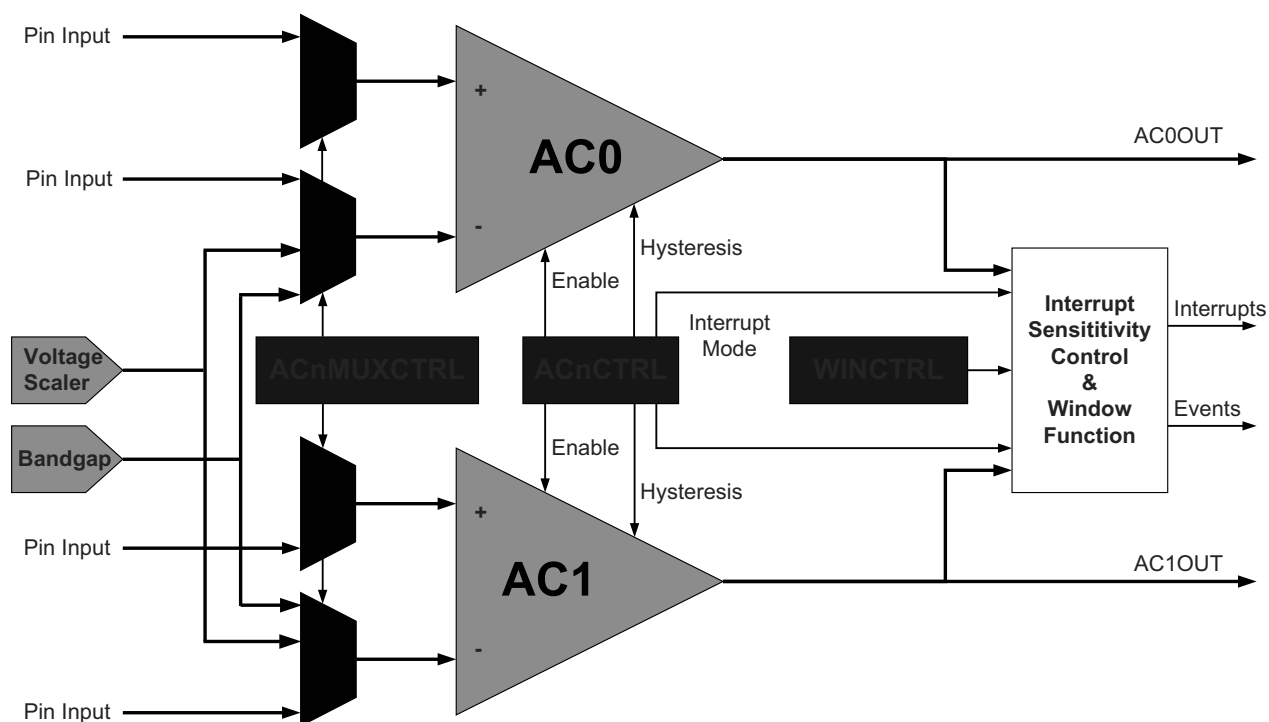 Pin Input
+
AC0
AC0OUT
Pin Input
-
Hysteresis
Enable
Interrupt
Mode
Voltage
Scaler
ACnMUXCTRL
ACnCTRL
WINCTRL
Interrupt
Sensititivity
Control
&
Window
Function
Interrupts
Events
Bandgap
Enable
Hysteresis
+
Pin Input
AC1
AC1OUT
-
Pin Input